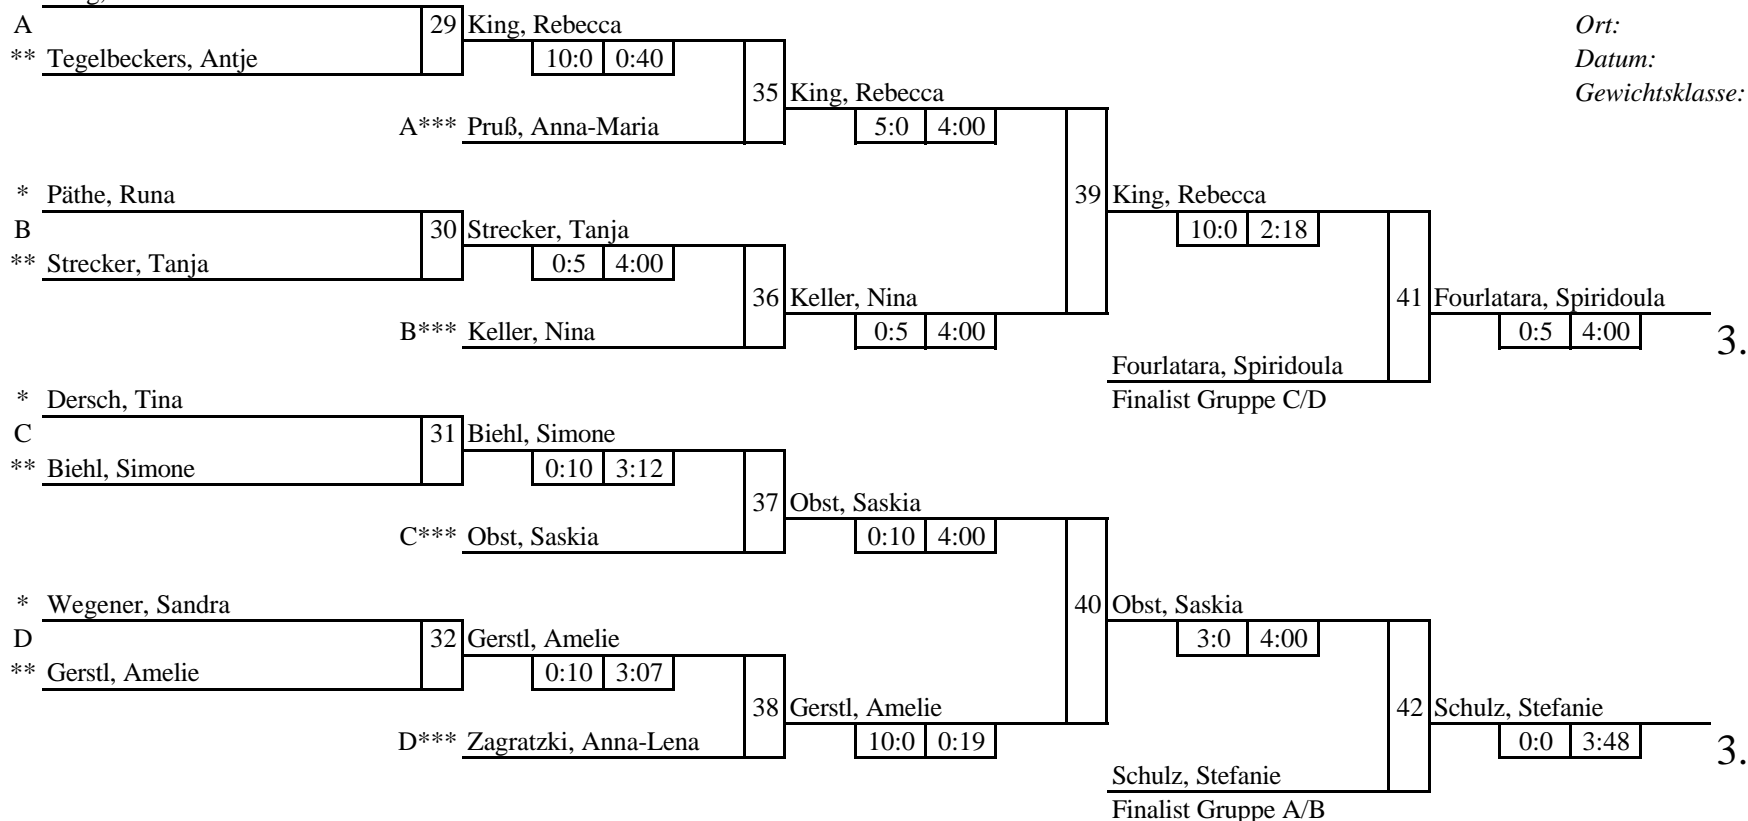 A
29 King, Rebecca
Ort:
** Tegelbeckers, Antje
10:0 0:40
Datum:
35 King, Rebecca
Gewichtsklasse:
A*** Pruß, Anna-Maria
5:0 4:00
* Päthe, Runa
39 King, Rebecca
B
30 Strecker, Tanja
10:0 2:18
** Strecker, Tanja
0:5 4:00
36 Keller, Nina
41 Fourlatara, Spiridoula
B*** Keller, Nina
0:5 4:00
0:5 4:00
3.
Fourlatara, Spiridoula
* Dersch, Tina
Finalist Gruppe C/D
C
31 Biehl, Simone
** Biehl, Simone
0:10 3:12
37 Obst, Saskia
C*** Obst, Saskia
0:10 4:00
* Wegener, Sandra
40 Obst, Saskia
D
32 Gerstl, Amelie
3:0 4:00
** Gerstl, Amelie
0:10 3:07
38 Gerstl, Amelie
42 Schulz, Stefanie
D*** Zagratzki, Anna-Lena
10:0 0:19
0:0 3:48
3.
Schulz, Stefanie
Finalist Gruppe A/B